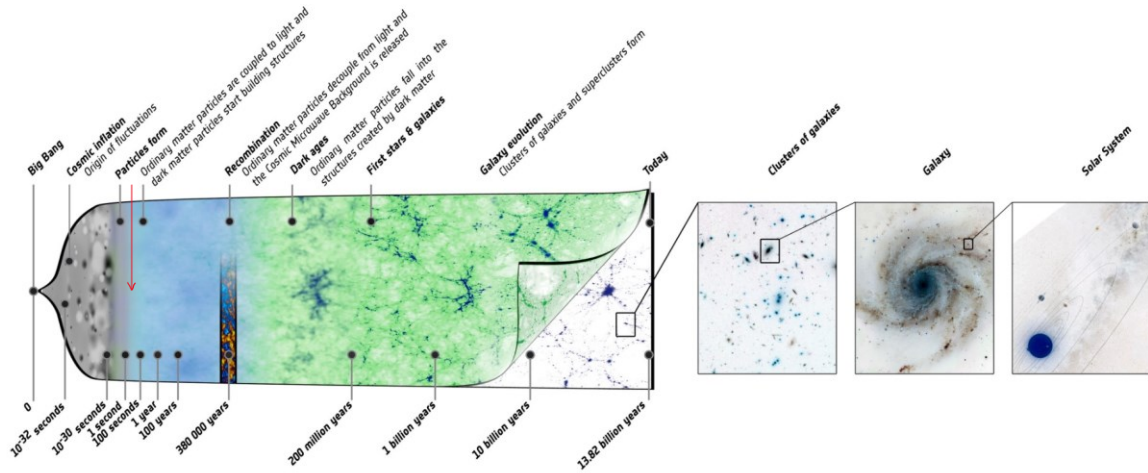 Big Bang
Cosmic inflation
Origin of fluctuations
Particles form
Ordinary matter particles are coupled to light and
dark matter particles start building structures
Recombination
Ordinary matter particles decouple from light and
the Cosmic Microwave Background is released
Dark ages
Ordinary matter particles fall into the
structures created by dark matter
First stars & galaxies
Galaxy evolution
Clusters of galaxies and superclusters form
Today
Clusters of galaxies
Galaxy
Solar System
0
10⁻³² seconds
10⁻³⁰ seconds
1 second
100 seconds
1 year
100 years
380 000 years
200 million years
1 billion years
10 billion years
13.82 billion years